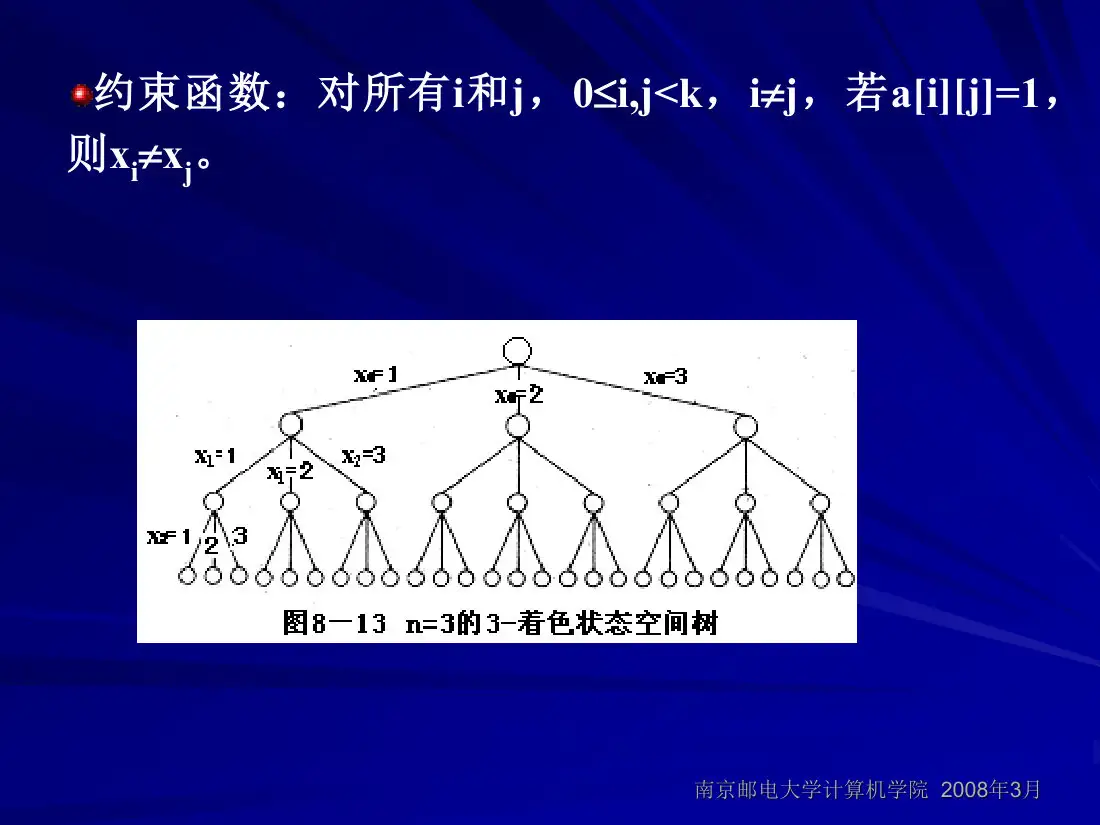 约束函数：对所有i和j，0≤i,j<k，i≠j，若a[i][j]=1，
则xi≠xj。
x0=1
x0=2
x0=3
x1=1
x1=2
x2=3
x2=1
2
3
图8－13 n=3的3-着色状态空间树
南京邮电大学计算机学院 2008年3月